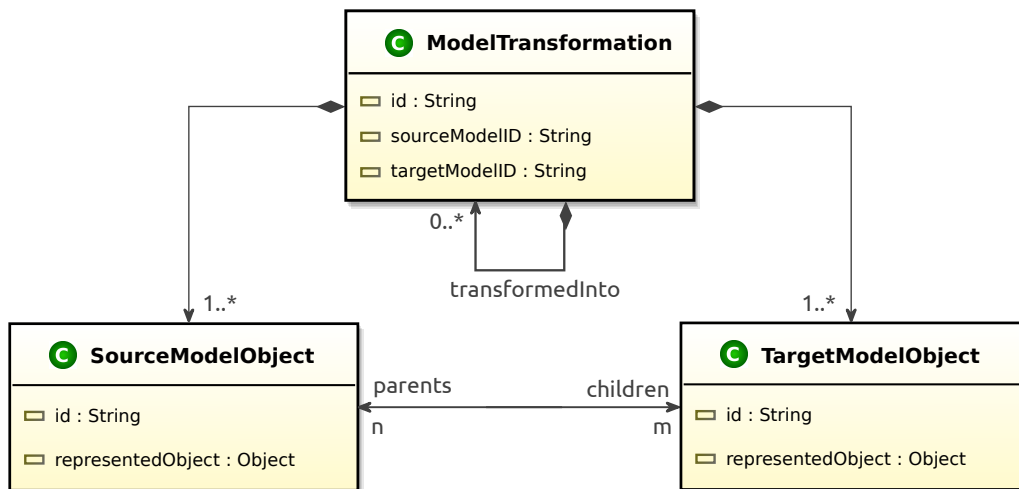 C ModelTransformation
id : String
sourceModelID : String
targetModelID : String
0..*
transformedInto
1..*
1..*
C SourceModelObject
id : String
representedObject : Object
parents
children
n
m
C TargetModelObject
id : String
representedObject : Object